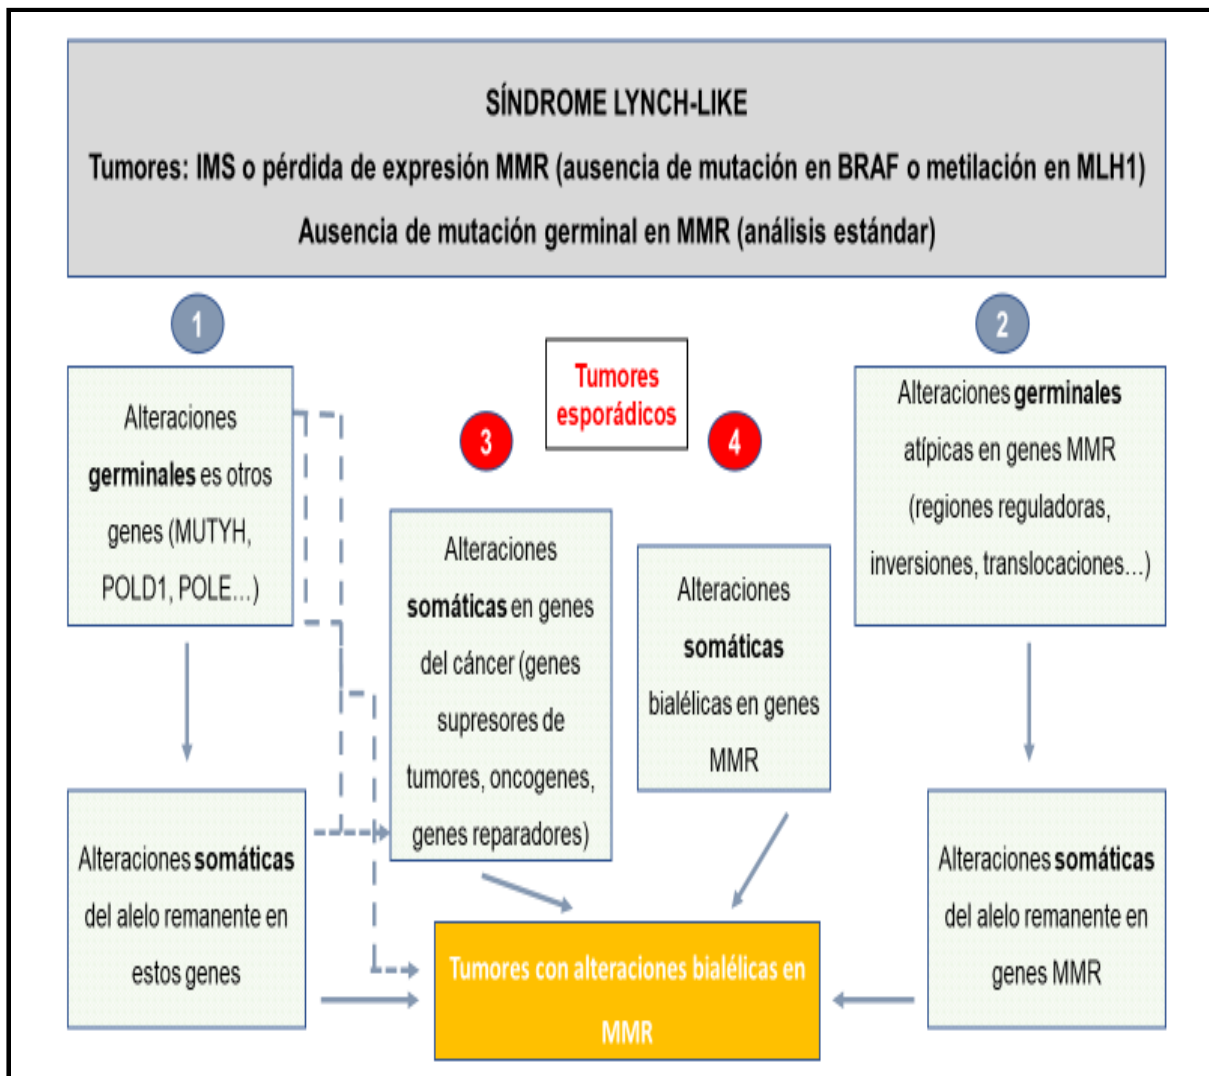 SÍNDROME LYNCH-LIKE
Tumores: IMS o pérdida de expresión MMR (ausencia de mutación en BRAF o metilación en MLH1)
Ausencia de mutación germinal en MMR (análisis estándar)
1
Alteraciones
germinales es otros
genes (MUTYH,
POLD1, POLE…)
Alteraciones somáticas
del alelo remanente en
estos genes
Tumores
esporádicos
3
Alteraciones
somáticas en genes
del cáncer (genes
supresores de
tumores, oncogenes,
genes reparadores)
4
Alteraciones
somáticas
bialélicas en genes
MMR
2
Alteraciones germinales
atípicas en genes MMR
(regiones reguladoras,
inversiones, translocaciones…)
Alteraciones somáticas
del alelo remanente en
genes MMR
Tumores con alteraciones bialélicas en
MMR